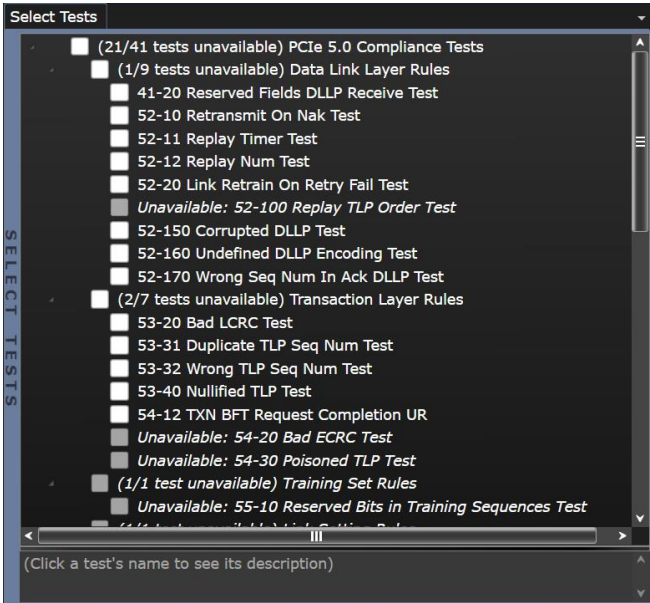 Select Tests
(21/41 tests unavailable) PCIe 5.0 Compliance Tests
(1/9 tests unavailable) Data Link Layer Rules
41-20 Reserved Fields DLLP Receive Test
52-10 Retransmit On Nak Test
52-11 Replay Timer Test
52-12 Replay Num Test
52-20 Link Retrain On Retry Fail Test
Unavailable: 52-100 Replay TLP Order Test
52-150 Corrupted DLLP Test
52-160 Undefined DLLP Encoding Test
52-170 Wrong Seq Num In Ack DLLP Test
(2/7 tests unavailable) Transaction Layer Rules
53-20 Bad LCRC Test
53-31 Duplicate TLP Seq Num Test
53-32 Wrong TLP Seq Num Test
53-40 Nullified TLP Test
54-12 TXN BFT Request Completion UR
Unavailable: 54-20 Bad ECRC Test
Unavailable: 54-30 Poisoned TLP Test
(1/1 test unavailable) Training Set Rules
Unavailable: 55-10 Reserved Bits in Training Sequences Test
(1/1 test unavailable) Link Setting Rules
(Click a test's name to see its description)
SELECT TESTS